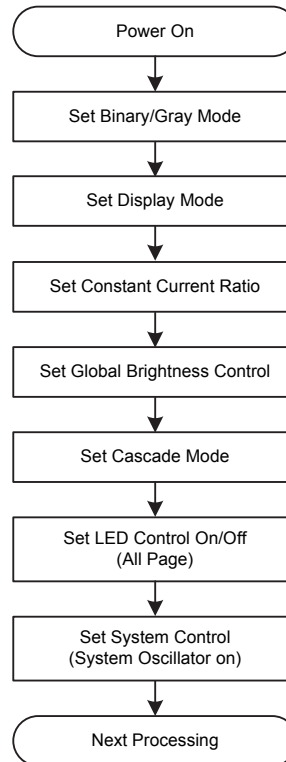 Power On
Set Binary/Gray Mode
Set Display Mode
Set Constant Current Ratio
Set Global Brightness Control
Set Cascade Mode
Set LED Control On/Off
(All Page)
Set System Control
(System Oscillator on)
Next Processing